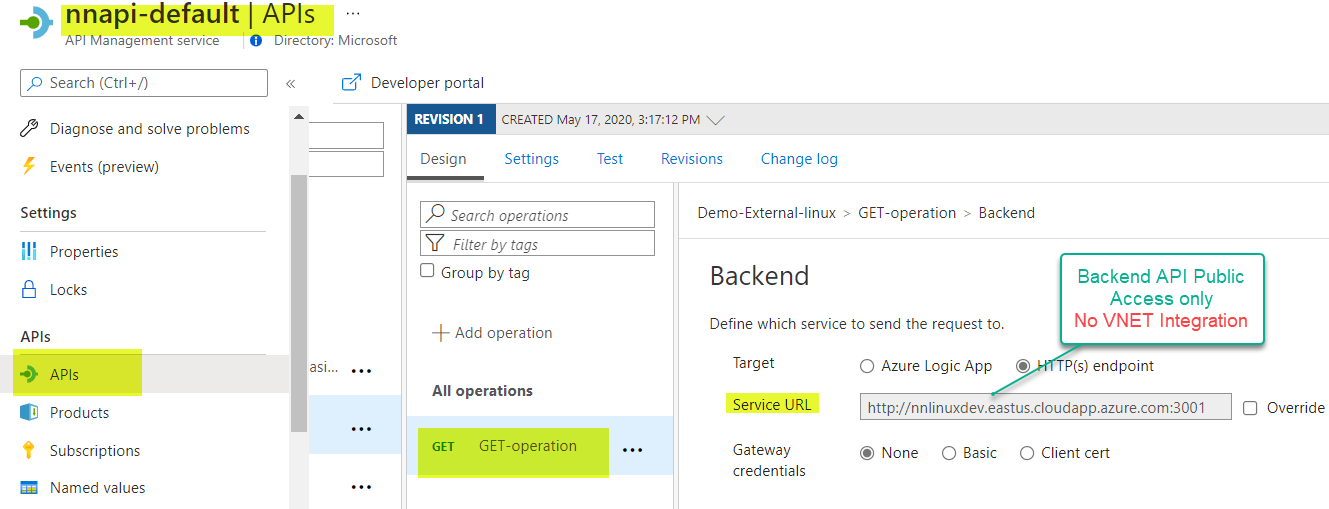 nnapi-default | APIs ...
API Management service
Directory: Microsoft
Search (Ctrl+/)
«
Developer portal
Diagnose and solve problems
Events (preview)
Settings
Properties
Locks
APIs
APIs
Products
Subscriptions
Named values
asi...
REVISION 1
CREATED May 17, 2020, 3:17:12 PM
Design
Settings
Test
Revisions
Change log
Search operations
Filter by tags
Group by tag
Add operation
All operations
GET GET-operation
Demo-External-linux > GET-operation > Backend
Backend
Define which service to send the request to.
Backend API Public
Access only
No VNET Integration
Target
Azure Logic App
HTTP(s) endpoint
Service URL
http://nnlinuxdev.eastus.cloudapp.azure.com:3001
Override
Gateway
credentials
None
Basic
Client cert